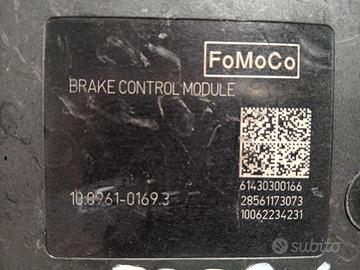 FoMoCo
BRAKE CONTROL MODULE
10.0961-0169.3
61430300166
28561173073
10062234231
subito